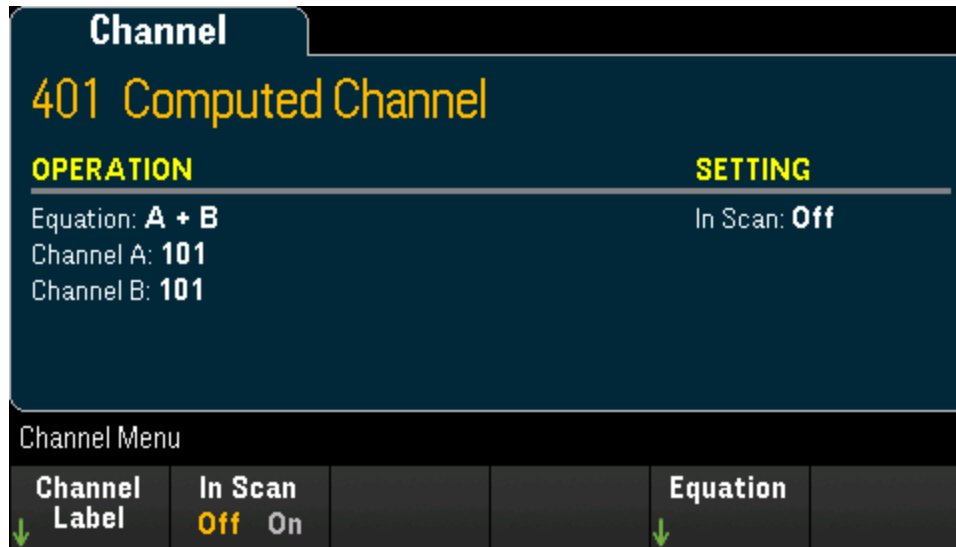 Channel
401 Computed Channel
OPERATION SETTING
Equation: A + B In Scan: Off
Channel A: 101
Channel B: 101
Channel Menu
Channel Label In Scan Off On Equation